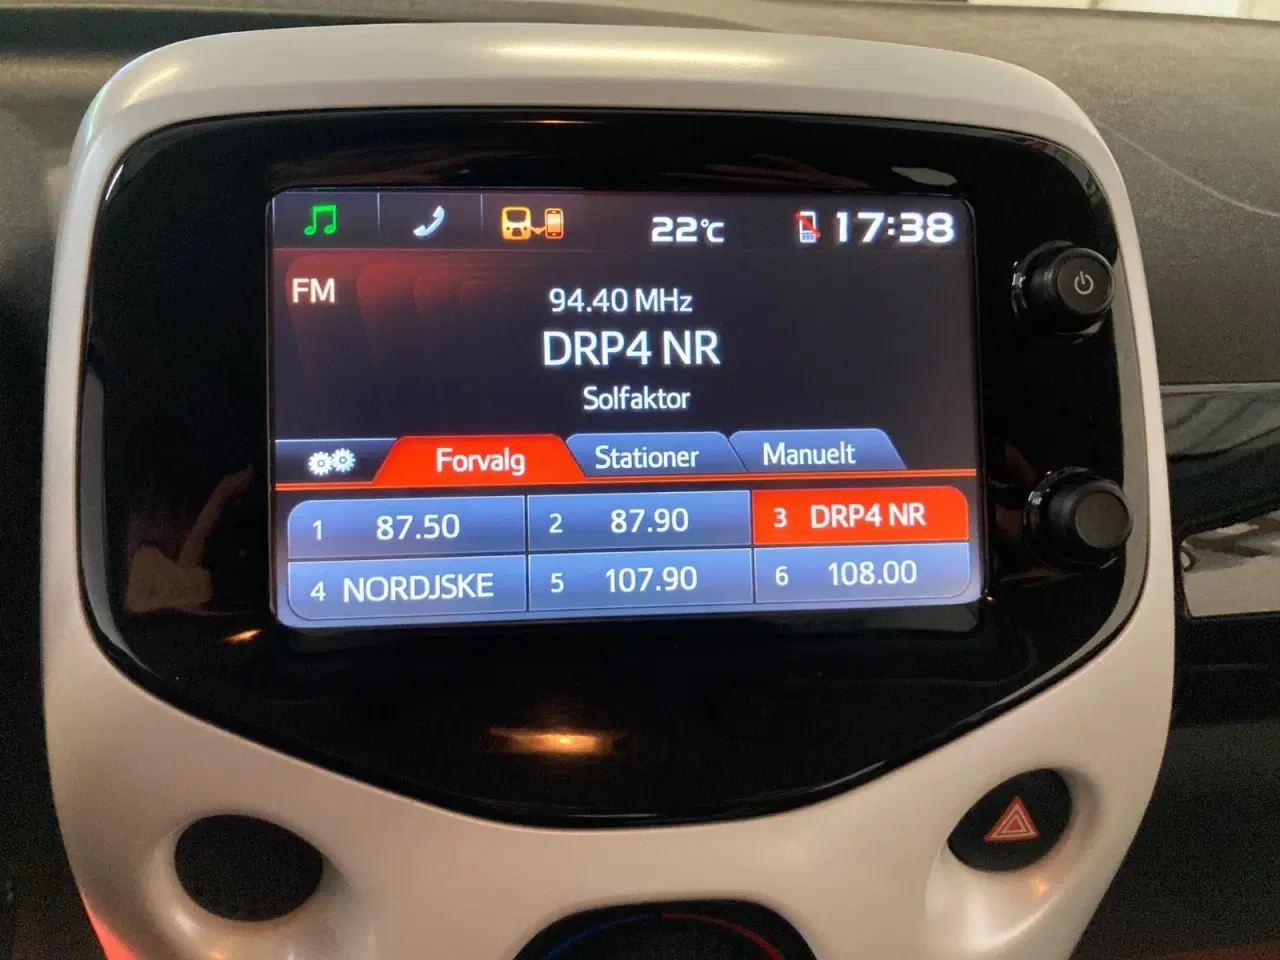 22°C 17:38
FM
94.40 MHz
DRP4 NR
Solfaktor
Forvalg Stationer Manuelt
1 87.50 2 87.90 3 DRP4 NR
4 NORDJSKE 5 107.90 6 108.00